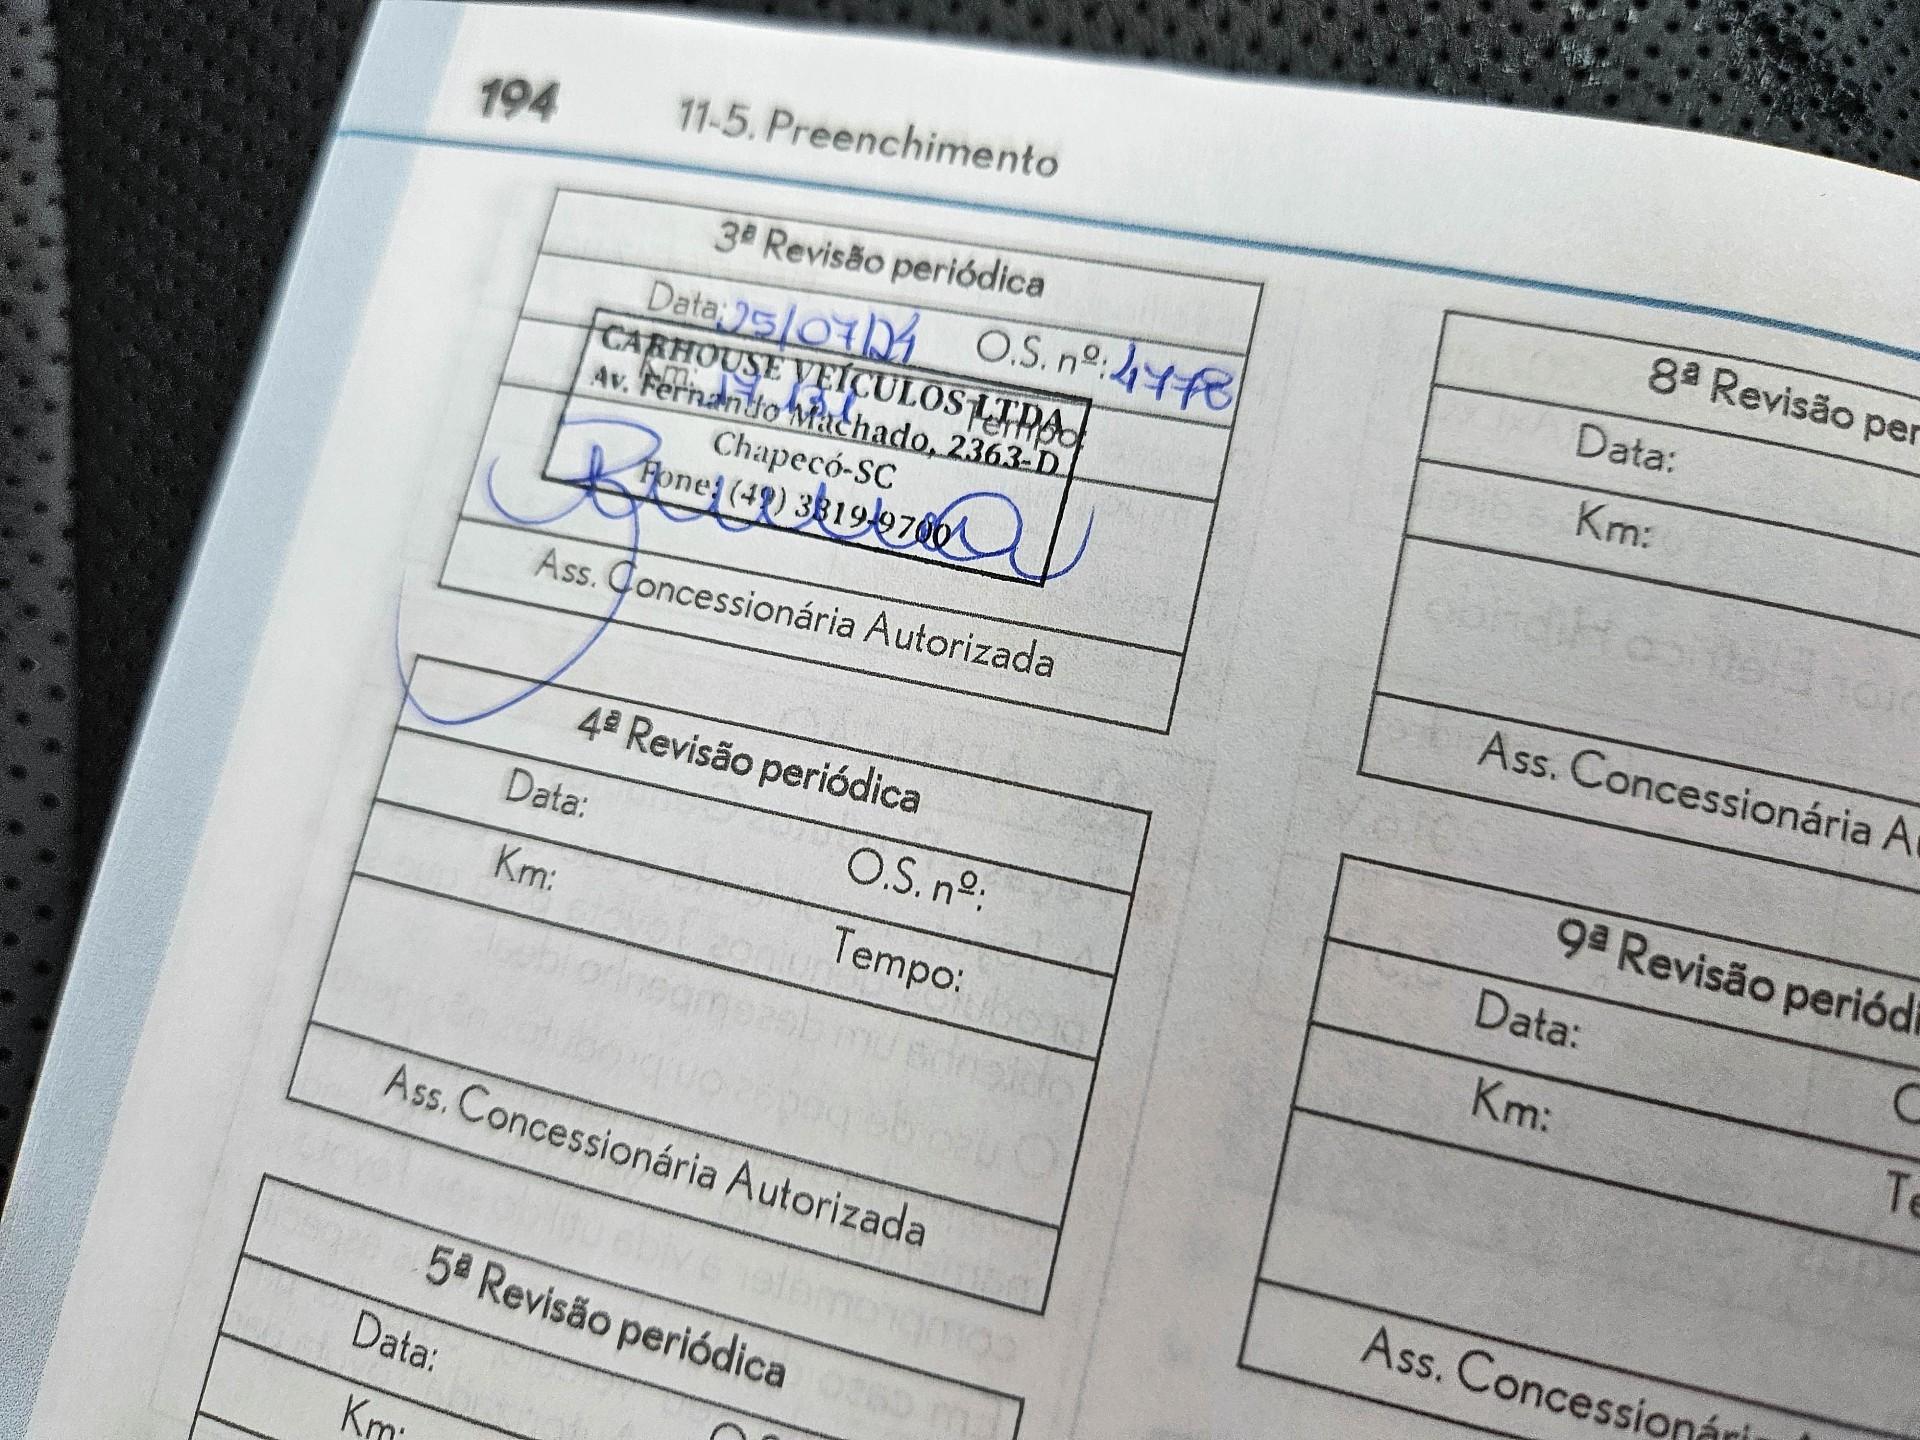 194 11-5. Preenchimento
3ª Revisão periódica
Data: 25/07/24 O.S. nº: 4778
Km: Tempo:
CARHOUSE VEÍCULOS LTDA
Av. Fernando Machado, 2363-D
Chapecó-SC
Fone: (49) 3319-9700
Ass. Concessionária Autorizada
4ª Revisão periódica
Data: O.S. nº:
Km: Tempo:
Ass. Concessionária Autorizada
5ª Revisão periódica
Data:
Km:
8ª Revisão per
Data:
Km:
Ass. Concessionária A
9ª Revisão periódi
Data:
Km:
Te
Ass. Concessionári